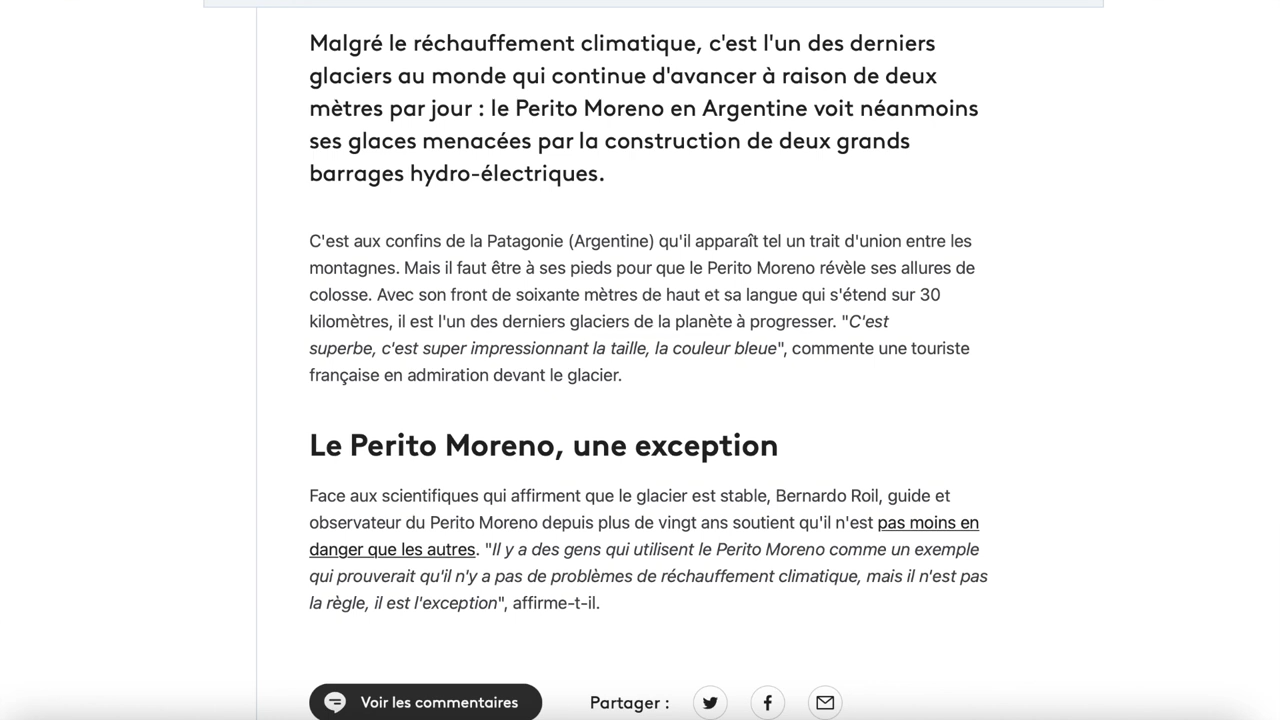 Malgré le réchauffement climatique, c'est l'un des derniers
glaciers au monde qui continue d'avancer à raison de deux
mètres par jour : le Perito Moreno en Argentine voit néanmoins
ses glaces menacées par la construction de deux grands
barrages hydro-électriques.
C'est aux confins de la Patagonie (Argentine) qu'il apparaît tel un trait d'union entre les
montagnes. Mais il faut être à ses pieds pour que le Perito Moreno révèle ses allures de
colosse. Avec son front de soixante mètres de haut et sa langue qui s'étend sur 30
kilomètres, il est l'un des derniers glaciers de la planète à progresser. "C'est
superbe, c'est super impressionnant la taille, la couleur bleue", commente une touriste
française en admiration devant le glacier.
Le Perito Moreno, une exception
Face aux scientifiques qui affirment que le glacier est stable, Bernardo Roil, guide et
observateur du Perito Moreno depuis plus de vingt ans soutient qu'il n'est pas moins en
danger que les autres. "Il y a des gens qui utilisent le Perito Moreno comme un exemple
qui prouverait qu'il n'y a pas de problèmes de réchauffement climatique, mais il n'est pas
la règle, il est l'exception", affirme-t-il.
Voir les commentaires Partager :